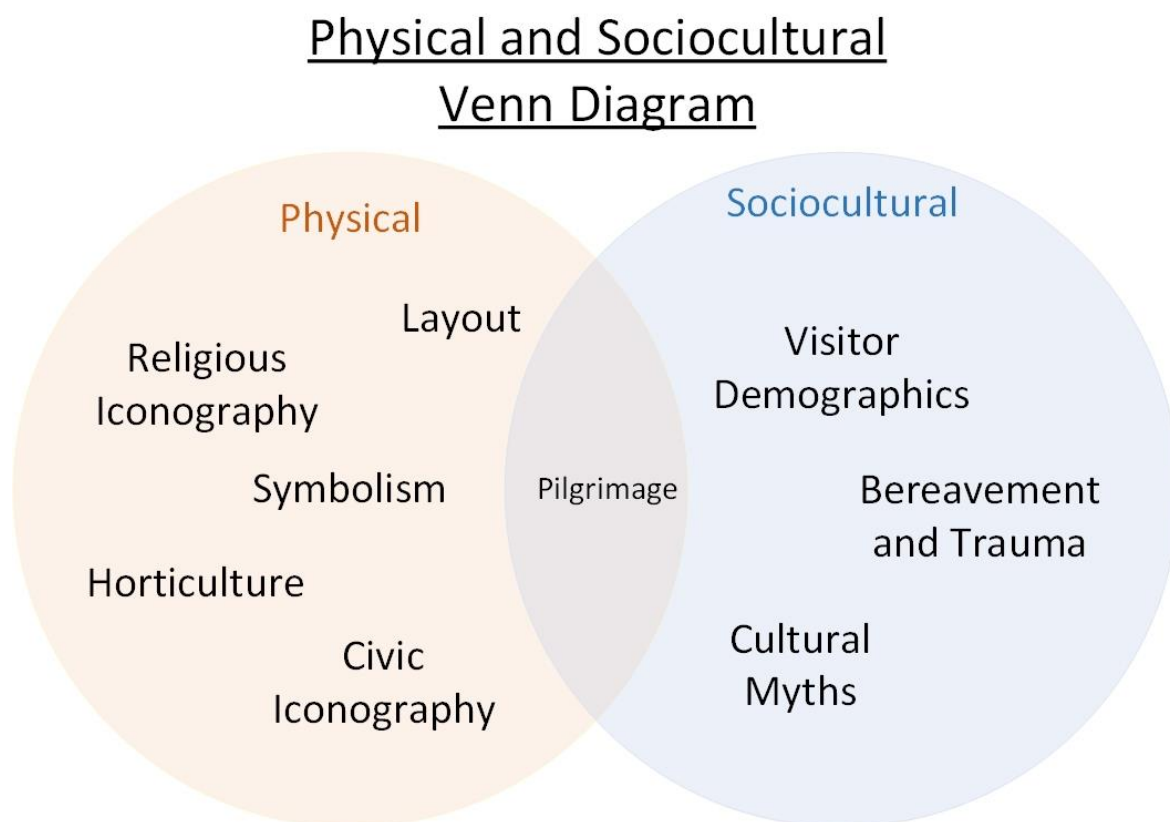 Physical and Sociocultural
Venn Diagram
Physical
Layout
Religious
Iconography
Symbolism
Horticulture
Civic
Iconography
Pilgrimage
Sociocultural
Visitor
Demographics
Bereavement
and Trauma
Cultural
Myths